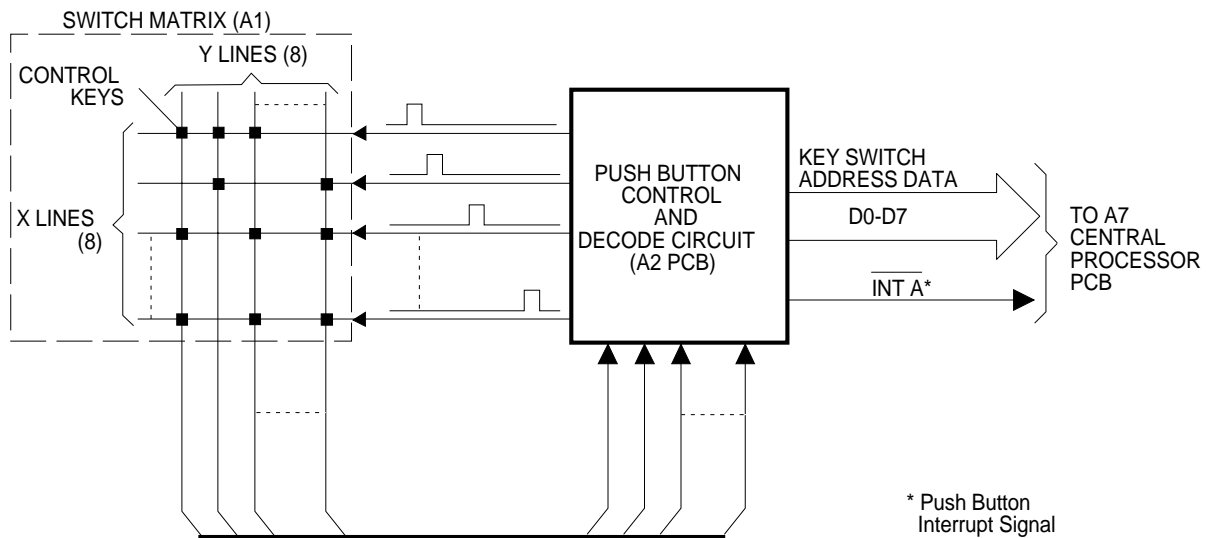 SWITCH MATRIX (A1)
Y LINES (8)
CONTROL
KEYS
X LINES
(8)
PUSH BUTTON
CONTROL
AND
DECODE CIRCUIT
(A2 PCB)
KEY SWITCH
ADDRESS DATA
D0-D7
INT A*
TO A7
CENTRAL
PROCESSOR
PCB
* Push Button
Interrupt Signal